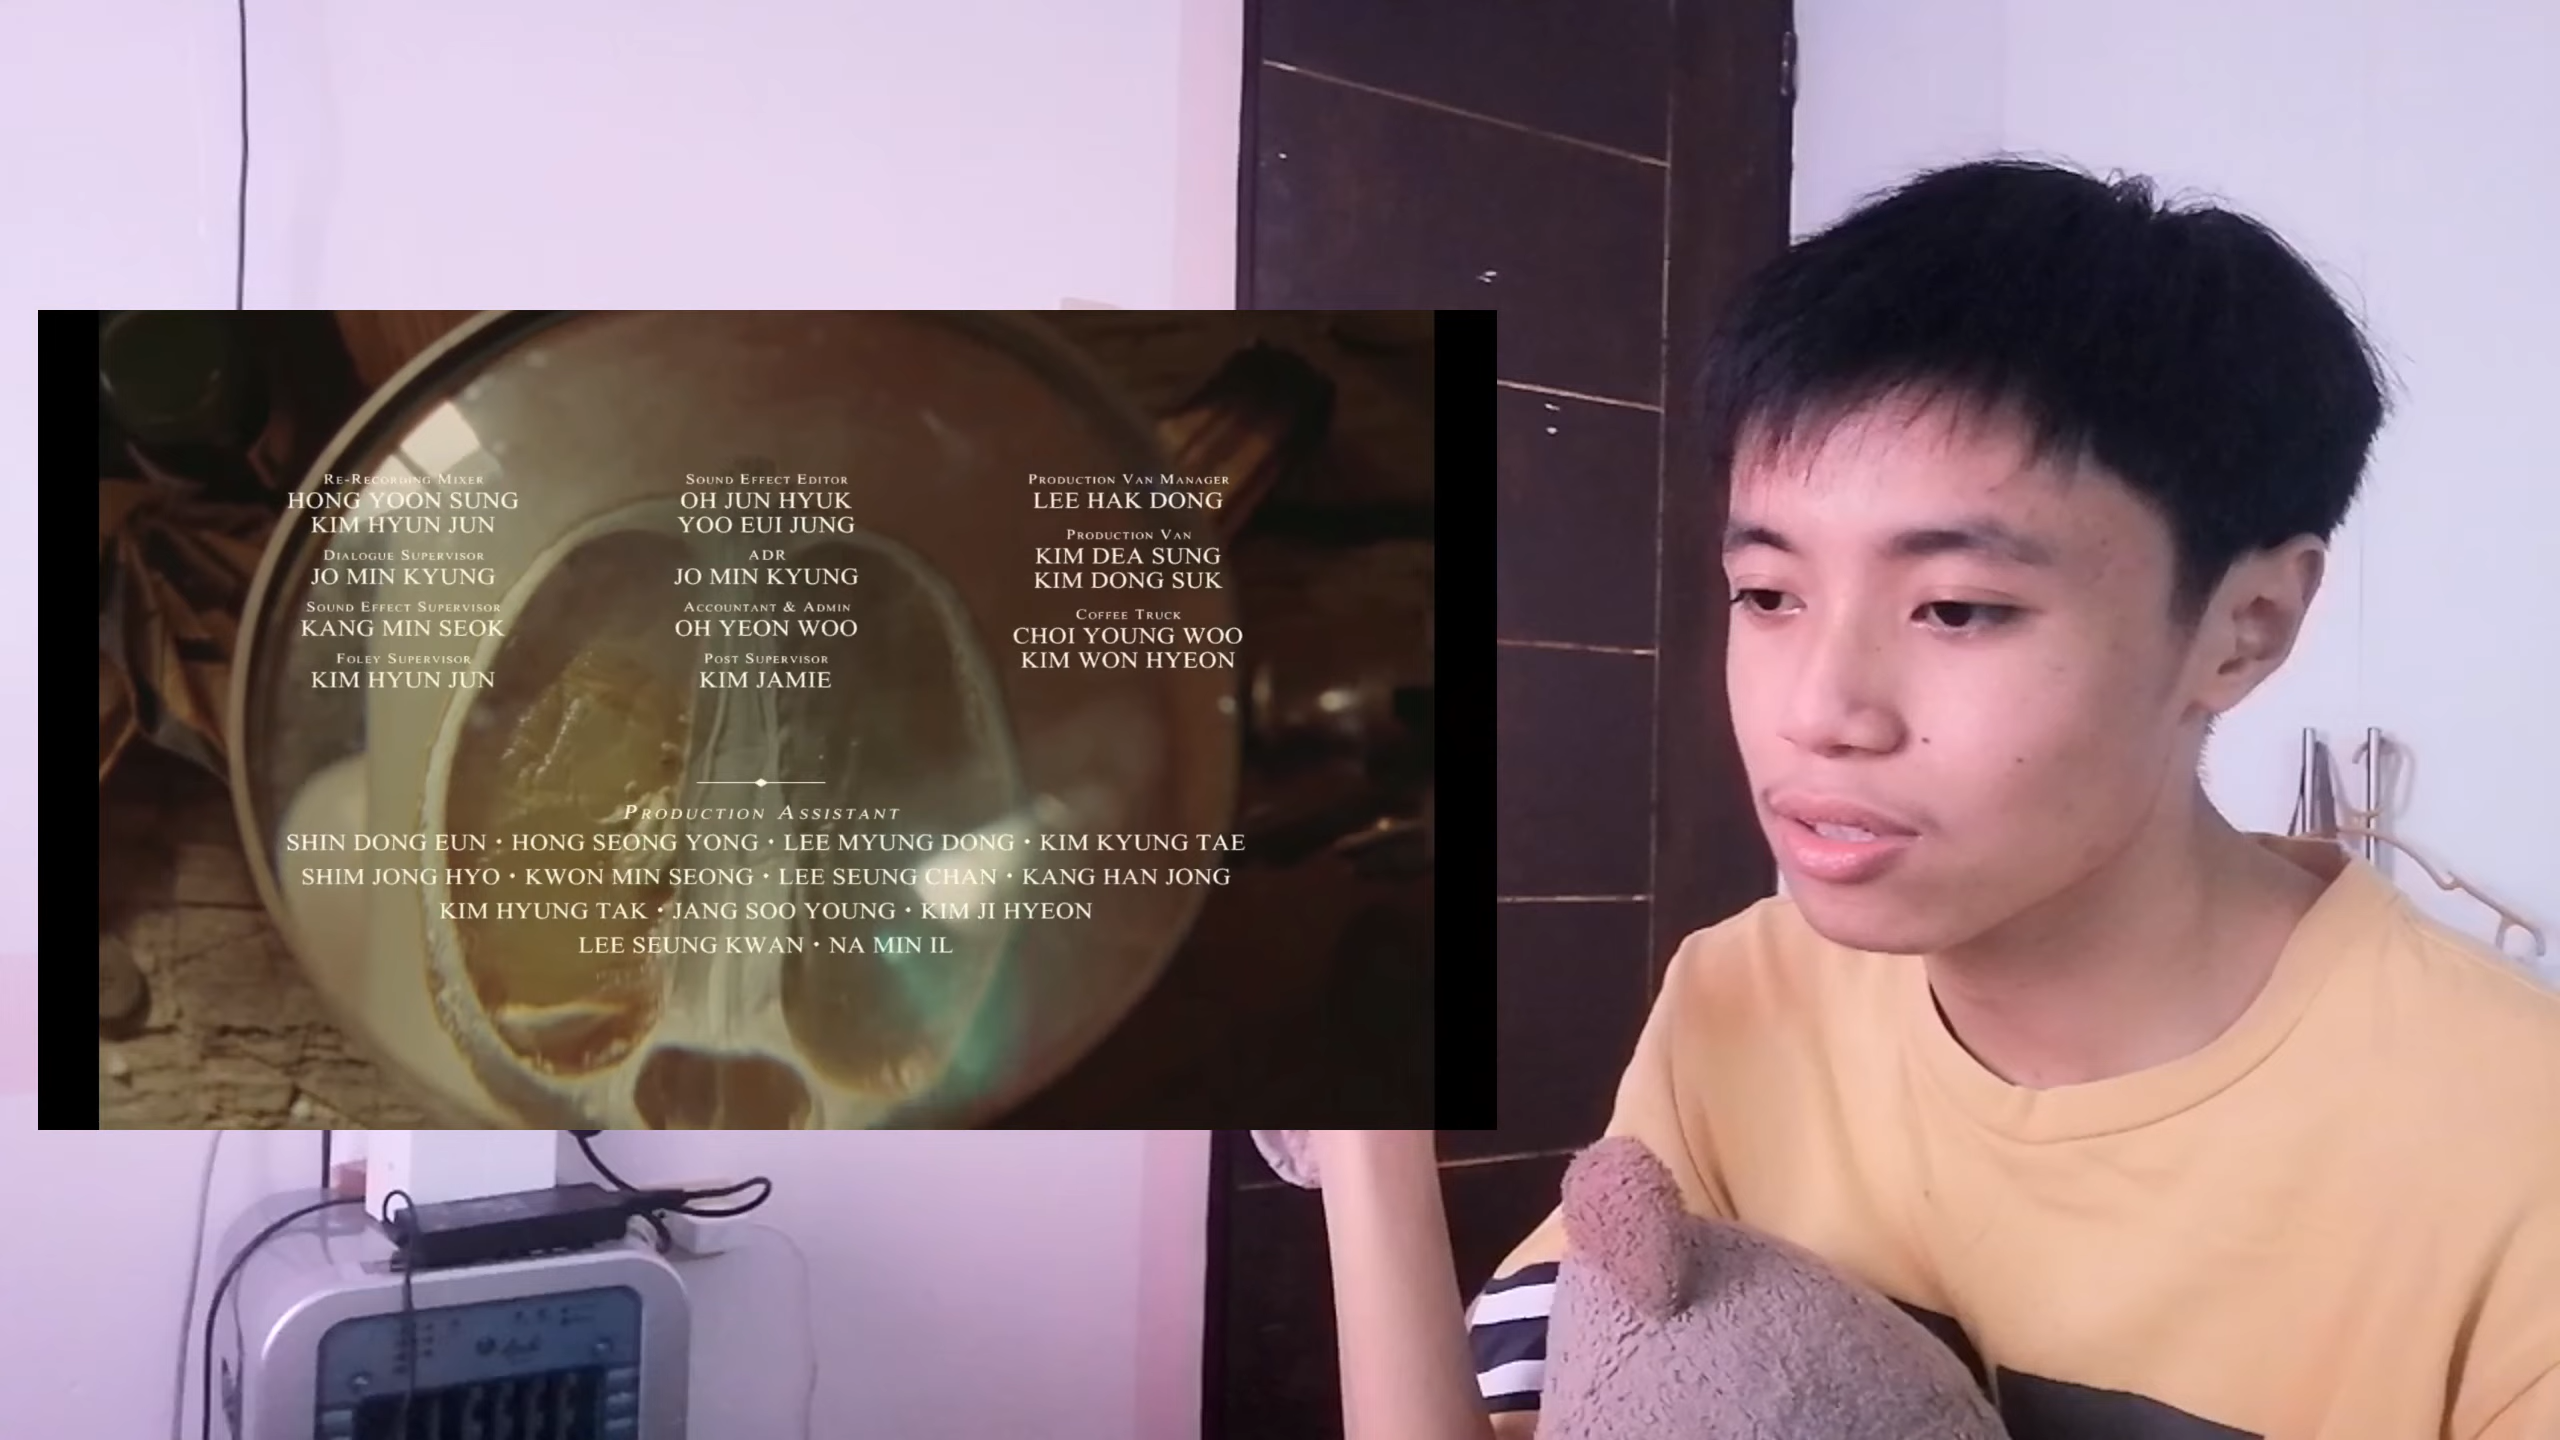 RE-RECORDING MIXER
HONG YOON SUNG
KIM HYUN JUN
DIALOGUE SUPERVISOR
JO MIN KYUNG
SOUND EFFECT SUPERVISOR
KANG MIN SEOK
FOLEY SUPERVISOR
KIM HYUN JUN
SOUND EFFECT EDITOR
OH JUN HYUK
YOO EUI JUNG
ADR
JO MIN KYUNG
ACCOUNTANT & ADMIN
OH YEON WOO
POST SUPERVISOR
KIM JAMIE
PRODUCTION VAN MANAGER
LEE HAK DONG
PRODUCTION VAN
KIM DEA SUNG
KIM DONG SUK
COFFEE TRUCK
CHOI YOUNG WOO
KIM WON HYEON
PRODUCTION ASSISTANT
SHIN DONG EUN • HONG SEONG YONG • LEE MYUNG DONG • KIM KYUNG TAE
SHIM JONG HYO • KWON MIN SEONG • LEE SEUNG CHAN • KANG HAN JONG
KIM HYUNG TAK • JANG SOO YOUNG • KIM JI HYEON
LEE SEUNG KWAN • NA MIN IL